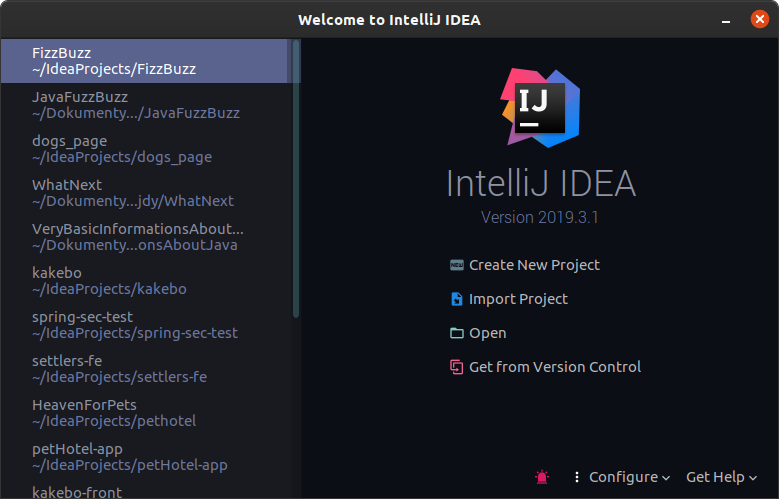 Welcome to IntelliJ IDEA
FizzBuzz
~/IdeaProjects/FizzBuzz
JavaFuzzBuzz
~/Dokumenty.../JavaFuzzBuzz
dogs_page
~/IdeaProjects/dogs_page
WhatNext
~/Dokumenty...jdy/WhatNext
VeryBasicInformationsAbout...
~/Dokumenty...onsAboutJava
kakebo
~/IdeaProjects/kakebo
spring-sec-test
~/IdeaProjects/spring-sec-test
settlers-fe
~/IdeaProjects/settlers-fe
HeavenForPets
~/IdeaProjects/pethotel
petHotel-app
~/IdeaProjects/petHotel-app
kakebo-front
IJ
IntelliJ IDEA
Version 2019.3.1
NEW Create New Project
Import Project
Open
Get from Version Control
Configure
Get Help